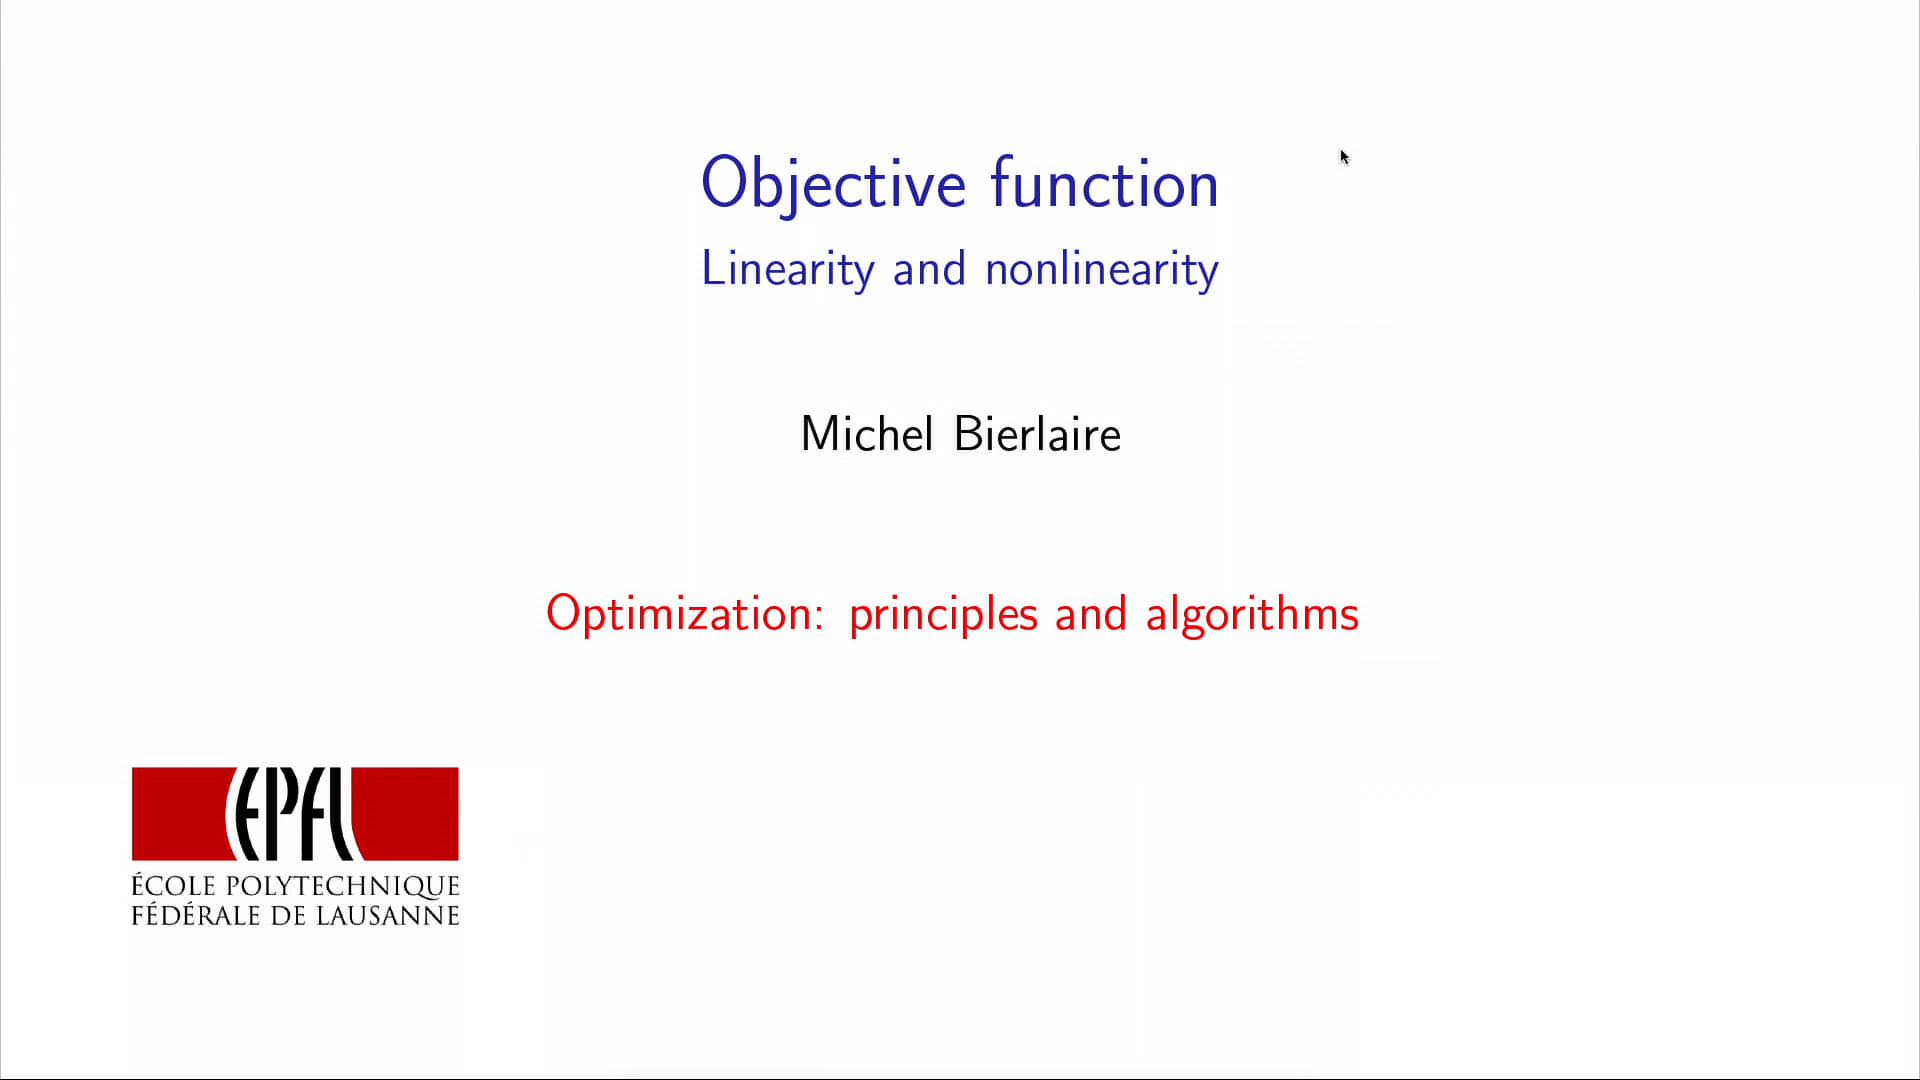 Objective function
Linearity and nonlinearity
Michel Bierlaire
Optimization: principles and algorithms
EPFL
ÉCOLE POLYTECHNIQUE
FÉDÉRALE DE LAUSANNE